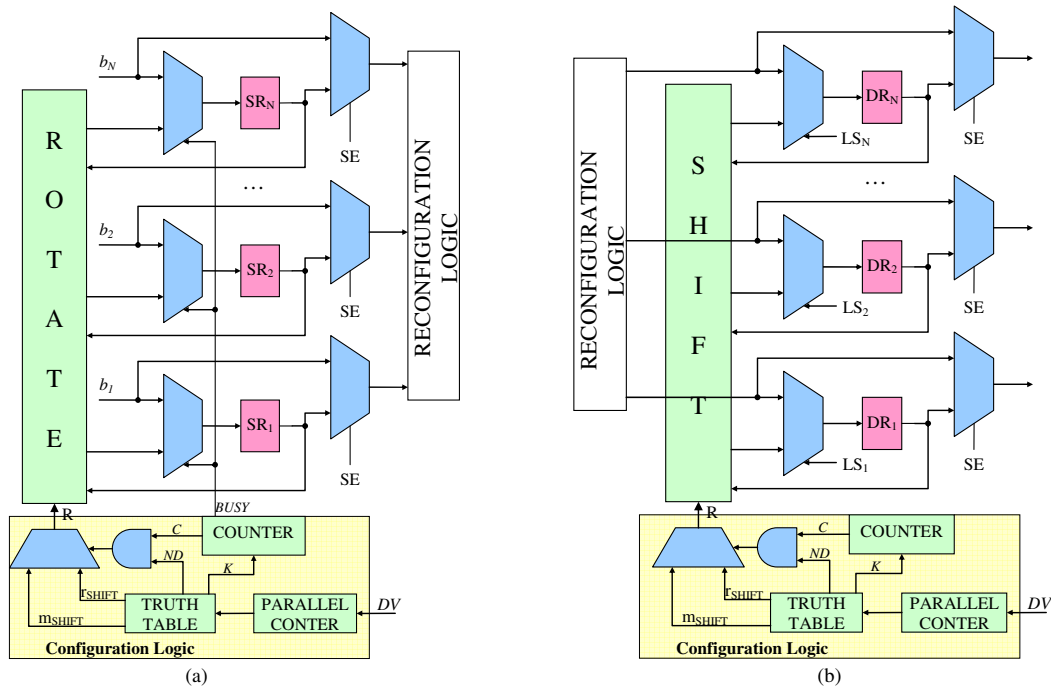 b_N
SR_N
SE
R
O
T
A
T
E
...
b_2
SR_2
SE
b_1
SR_1
SE
RECONFIGURATION
LOGIC
R
BUSY
C
COUNTER
ND
K
r_SHIFT
m_SHIFT
TRUTH
TABLE
PARALLEL
CONTER
DV
Configuration Logic
(a)
RECONFIGURATION
LOGIC
S
H
I
F
T
DR_N
LS_N
SE
...
DR_2
LS_2
SE
DR_1
LS_1
SE
R
C
COUNTER
ND
K
r_SHIFT
m_SHIFT
TRUTH
TABLE
PARALLEL
CONTER
DV
Configuration Logic
(b)